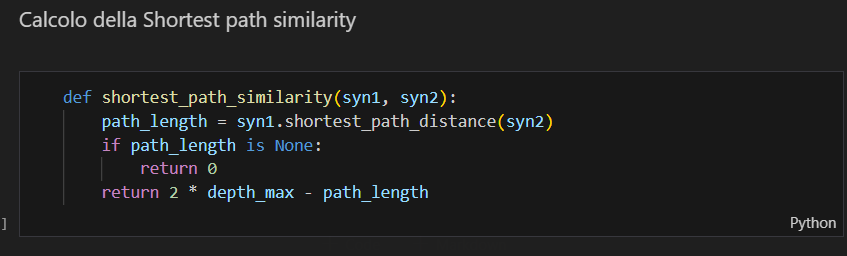 Calcolo della Shortest path similarity
def shortest_path_similarity(syn1, syn2):
    path_length = syn1.shortest_path_distance(syn2)
    if path_length is None:
        return 0
    return 2 * depth_max - path_length
]
Python